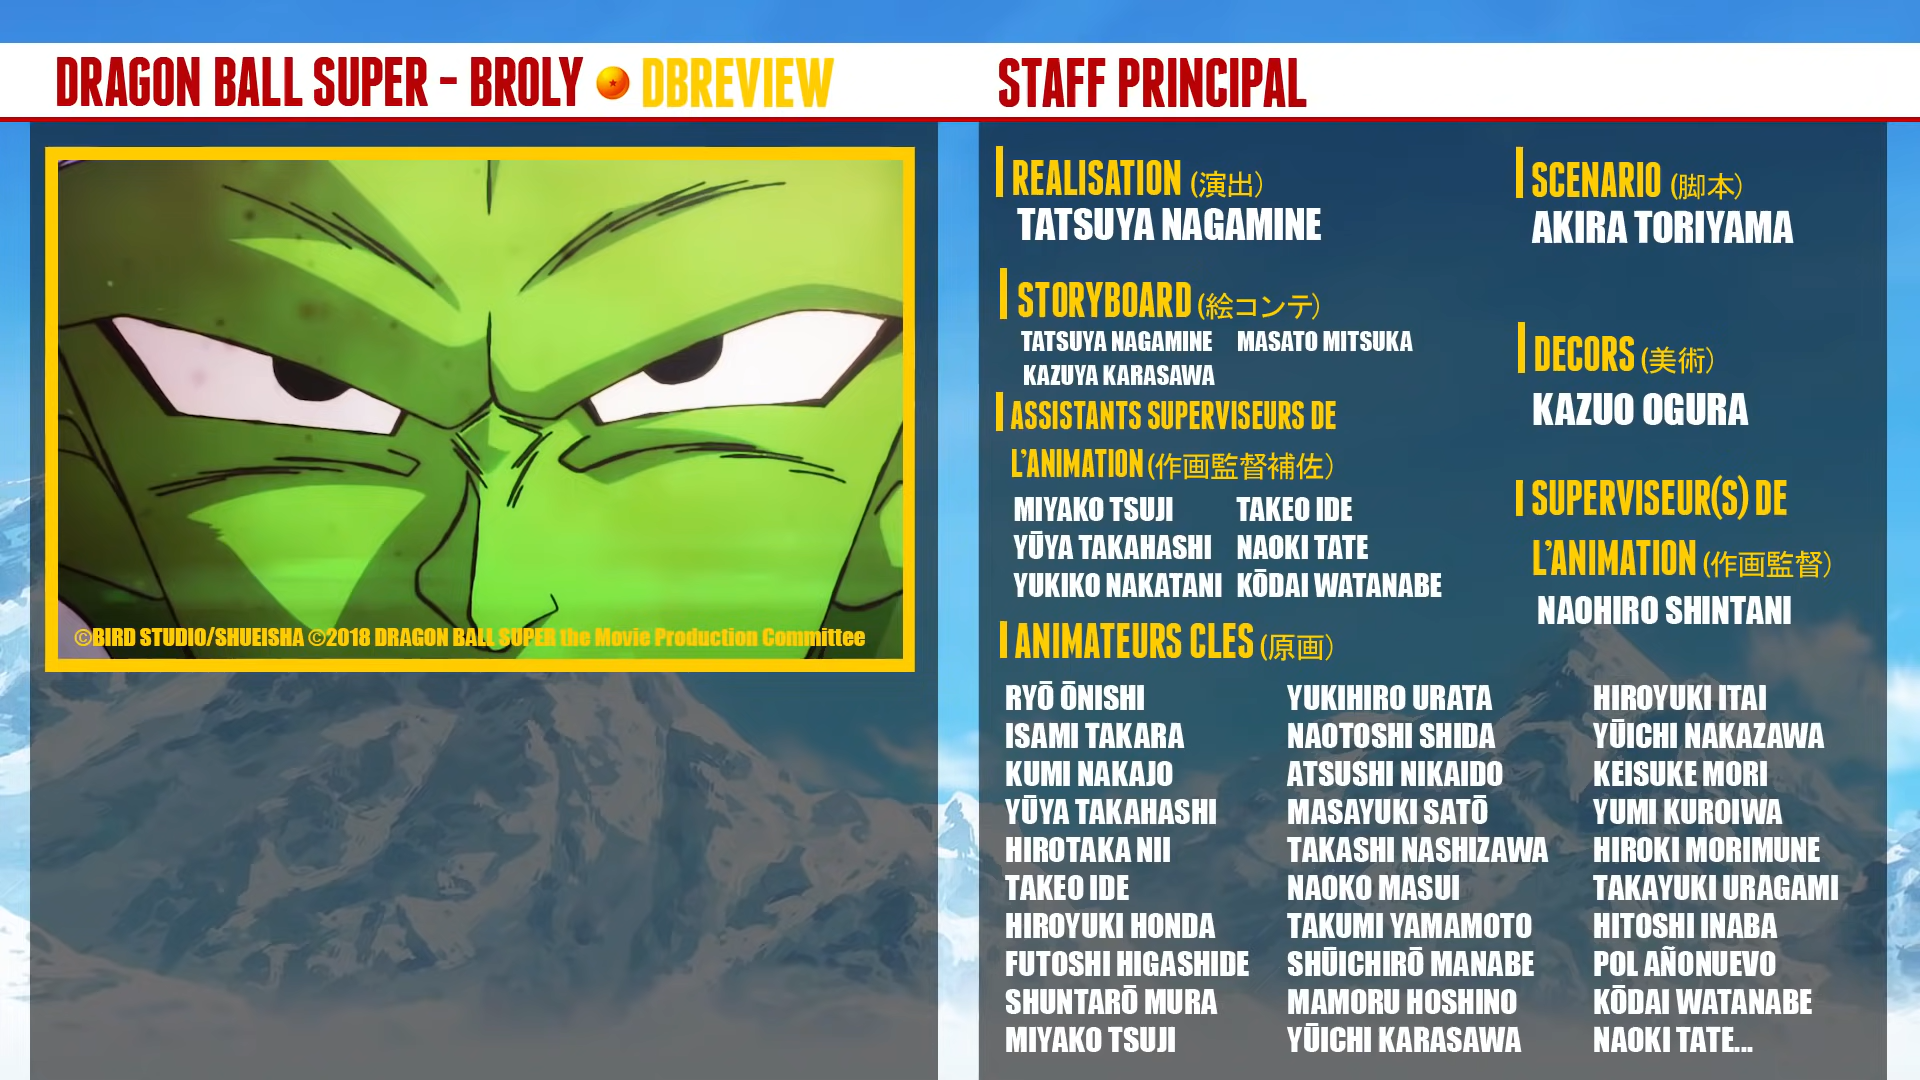 DRAGON BALL SUPER - BROLY DBREVIEW
©BIRD STUDIO/SHUEISHA ©2018 DRAGON BALL SUPER the Movie Production Committee
STAFF PRINCIPAL
REALISATION (演出)
TATSUYA NAGAMINE
STORYBOARD (絵コンテ)
TATSUYA NAGAMINE MASATO MITSUKA
KAZUYA KARASAWA
ASSISTANTS SUPERVISEURS DE
L'ANIMATION (作画監督補佐)
MIYAKO TSUJI TAKEO IDE
YŪYA TAKAHASHI NAOKI TATE
YUKIKO NAKATANI KŌDAI WATANABE
SCENARIO (脚本)
AKIRA TORIYAMA
DECORS (美術)
KAZUO OGURA
SUPERVISEUR(S) DE
L'ANIMATION (作画監督)
NAOHIRO SHINTANI
ANIMATEURS CLES (原画)
RYŌ ŌNISHI YUKIHIRO URATA HIROYUKI ITAI
ISAMI TAKARA NAOTOSHI SHIDA YŪICHI NAKAZAWA
KUMI NAKAJO ATSUSHI NIKAIDO KEISUKE MORI
YŪYA TAKAHASHI MASAYUKI SATŌ YUMI KUROIWA
HIROTAKA NII TAKASHI NASHIZAWA HIROKI MORIMUNE
TAKEO IDE NAOKO MASUI TAKAYUKI URAGAMI
HIROYUKI HONDA TAKUMI YAMAMOTO HITOSHI INABA
FUTOSHI HIGASHIDE SHŪICHIRŌ MANABE POL AÑONUEVO
SHUNTARŌ MURA MAMORU HOSHINO KŌDAI WATANABE
MIYAKO TSUJI YŪICHI KARASAWA NAOKI TATE...